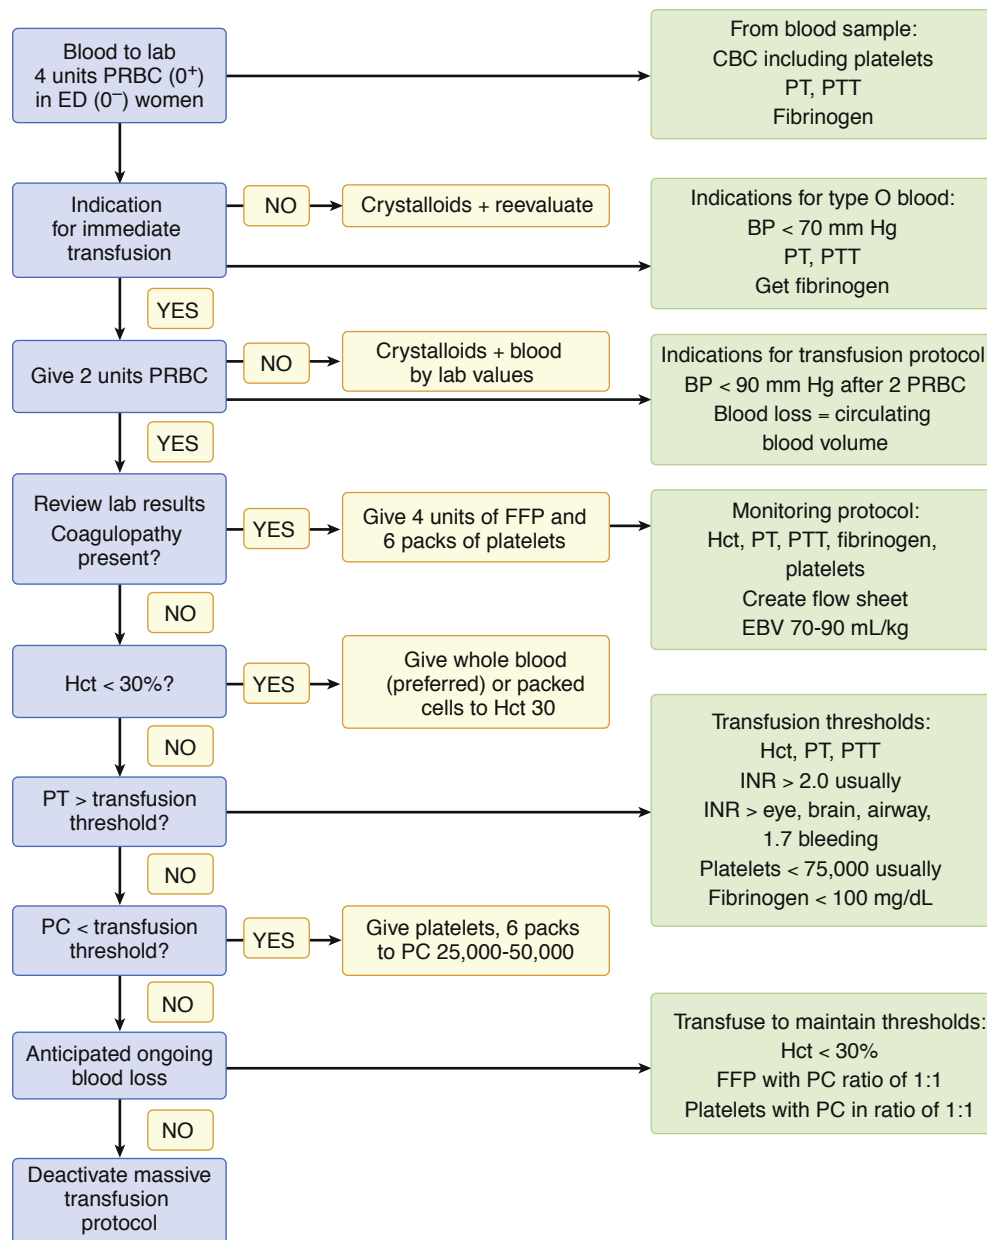 Blood to lab
4 units PRBC (0+)
in ED (0−) women
From blood sample:
CBC including platelets
PT, PTT
Fibrinogen
Indication
for immediate
transfusion
NO
Crystalloids + reevaluate
Indications for type O blood:
BP < 70 mm Hg
PT, PTT
Get fibrinogen
YES
Give 2 units PRBC
NO
Crystalloids + blood
by lab values
Indications for transfusion protocol
BP < 90 mm Hg after 2 PRBC
Blood loss = circulating
blood volume
YES
Review lab results
Coagulopathy
present?
YES
Give 4 units of FFP and
6 packs of platelets
Monitoring protocol:
Hct, PT, PTT, fibrinogen,
platelets
Create flow sheet
EBV 70-90 mL/kg
NO
Hct < 30%?
YES
Give whole blood
(preferred) or packed
cells to Hct 30
NO
PT > transfusion
threshold?
Transfusion thresholds:
Hct, PT, PTT
INR > 2.0 usually
INR > eye, brain, airway,
1.7 bleeding
Platelets < 75,000 usually
Fibrinogen < 100 mg/dL
NO
PC < transfusion
threshold?
YES
Give platelets, 6 packs
to PC 25,000-50,000
NO
Anticipated ongoing
blood loss
Transfuse to maintain thresholds:
Hct < 30%
FFP with PC ratio of 1:1
Platelets with PC in ratio of 1:1
NO
Deactivate massive
transfusion
protocol